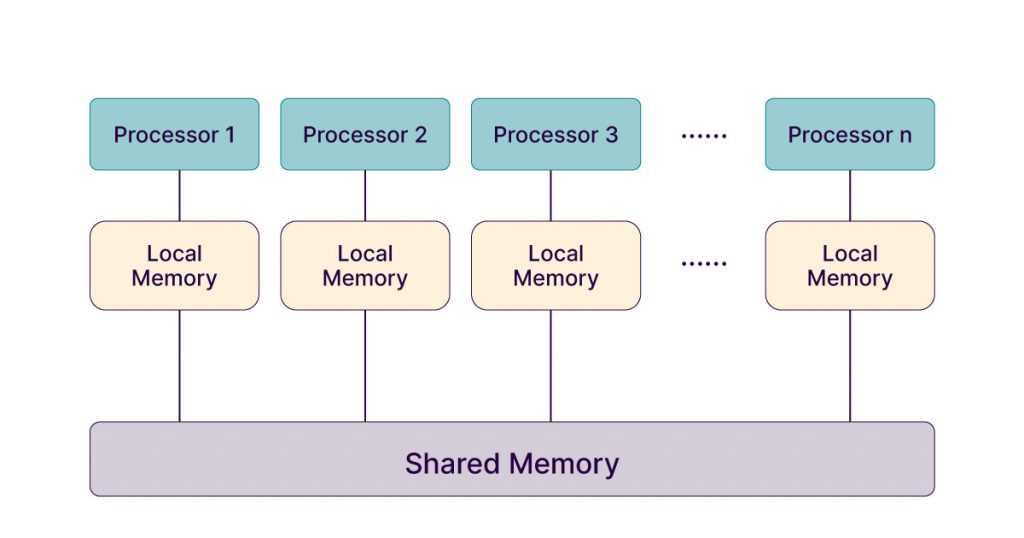 Processor 1
Processor 2
Processor 3
......
Processor n
Local
Memory
Local
Memory
Local
Memory
......
Local
Memory
Shared Memory